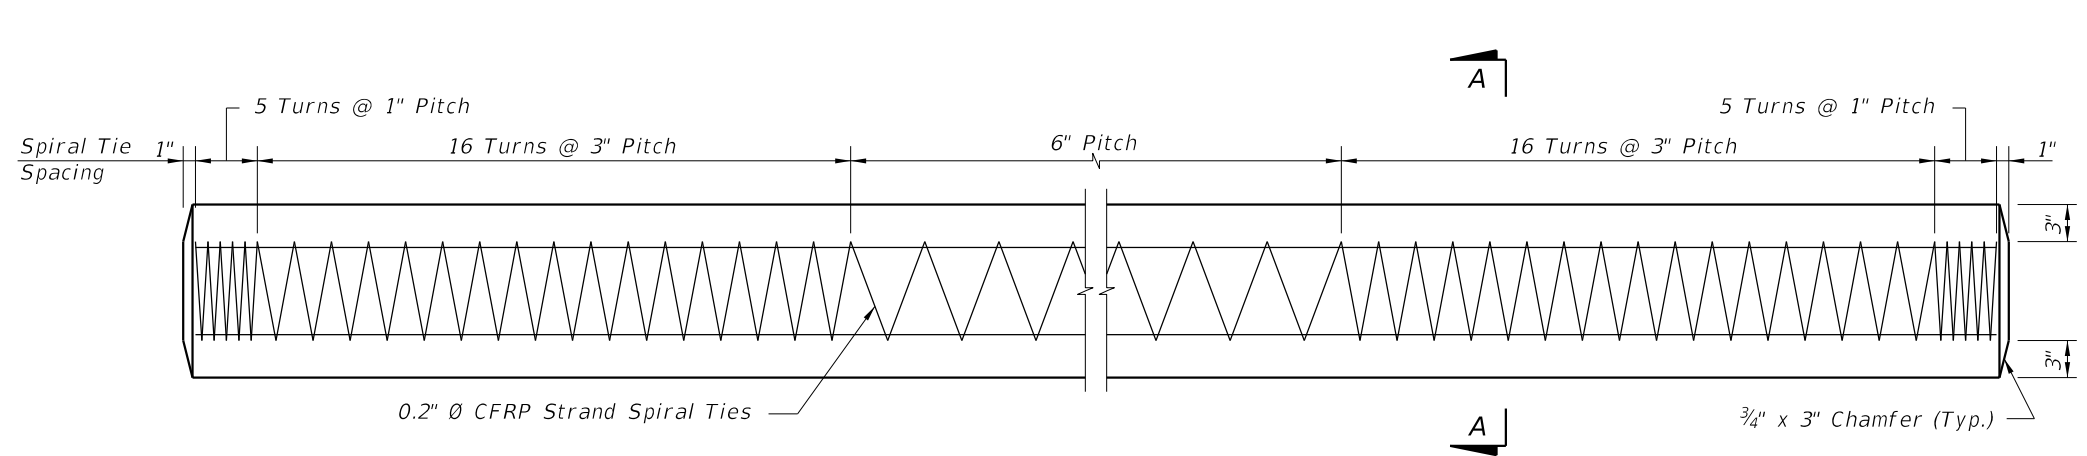 A
5 Turns @ 1" Pitch
5 Turns @ 1" Pitch
Spiral Tie
Spacing
1"
16 Turns @ 3" Pitch
6" Pitch
16 Turns @ 3" Pitch
1"
3"
3"
0.2" Ø CFRP Strand Spiral Ties
A
¾" x 3" Chamfer (Typ.)